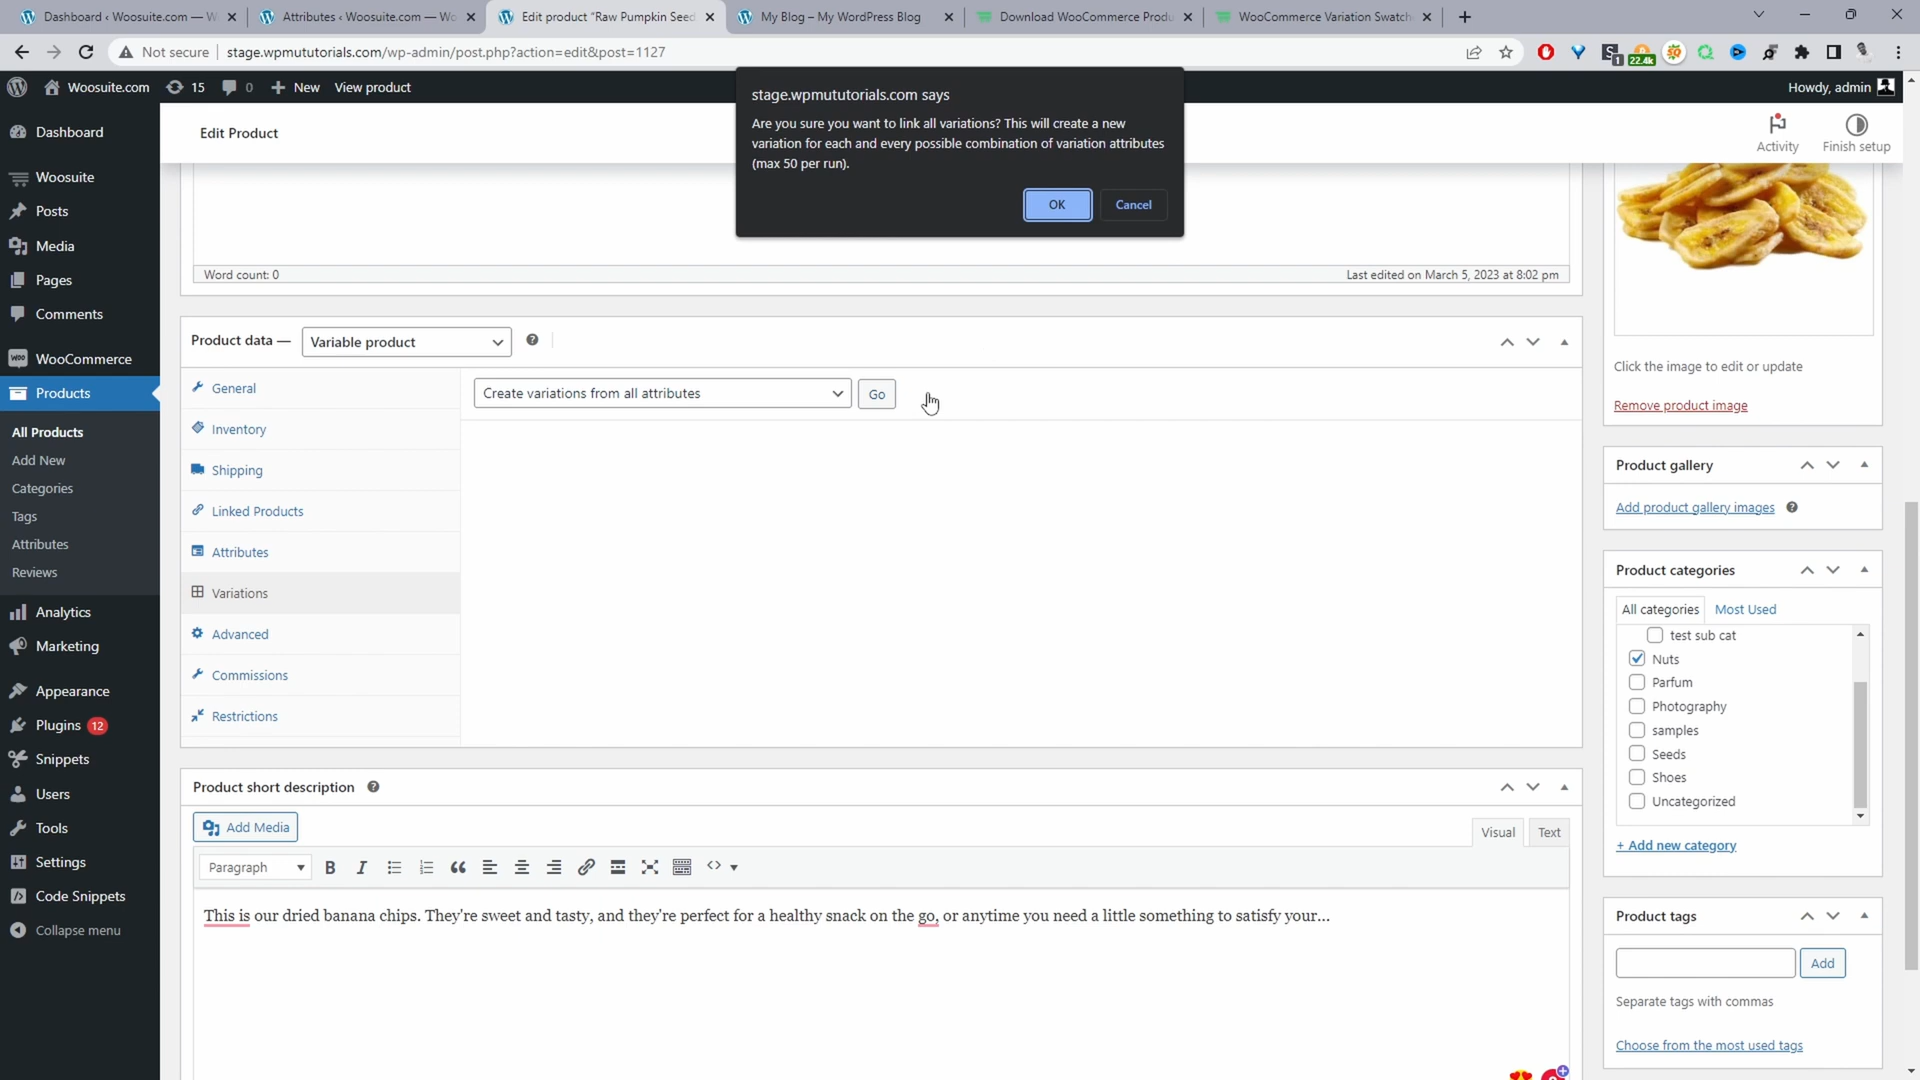 Dashboard ‹ Woosuite.com — W
Attributes ‹ Woosuite.com — Wo
Edit product "Raw Pumpkin Seed
My Blog – My WordPress Blog
Download WooCommerce Produ
WooCommerce Variation Swatch
Not secure
stage.wpmututorials.com/wp-admin/post.php?action=edit&post=1127
1
22.4k
Woosuite.com
15
0
New
View product
Howdy, admin
stage.wpmututorials.com says
Are you sure you want to link all variations? This will create a new
variation for each and every possible combination of variation attributes
(max 50 per run).
OK
Cancel
Edit Product
Activity
Finish setup
Dashboard
Woosuite
Posts
Media
Pages
Comments
WooCommerce
Products
All Products
Add New
Categories
Tags
Attributes
Reviews
Analytics
Marketing
Appearance
Plugins 12
Snippets
Users
Tools
Settings
Code Snippets
Collapse menu
Word count: 0
Last edited on March 5, 2023 at 8:02 pm
Product data —
Variable product
General
Inventory
Shipping
Linked Products
Attributes
Variations
Advanced
Commissions
Restrictions
Create variations from all attributes
Go
Product short description
Add Media
Visual
Text
Paragraph
This is our dried banana chips. They're sweet and tasty, and they're perfect for a healthy snack on the go, or anytime you need a little something to satisfy your...
Click the image to edit or update
Remove product image
Product gallery
Add product gallery images
Product categories
All categories
Most Used
test sub cat
Nuts
Parfum
Photography
samples
Seeds
Shoes
Uncategorized
+ Add new category
Product tags
Add
Separate tags with commas
Choose from the most used tags